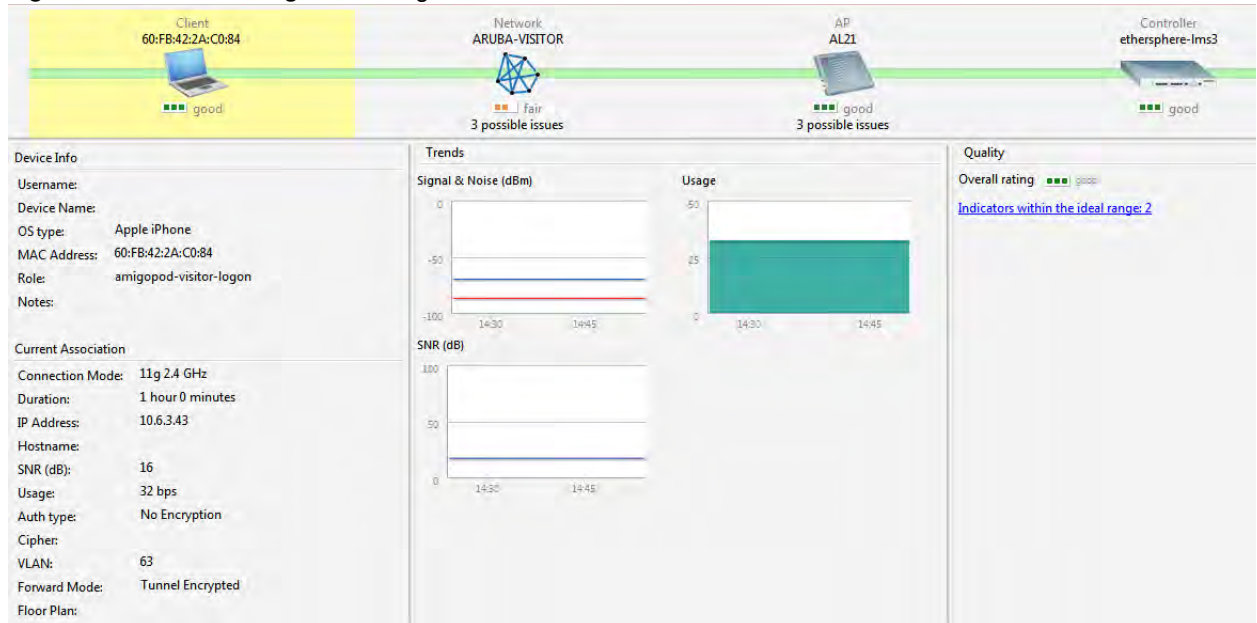 Client
60:FB:42:2A:C0:84
good
Network
ARUBA-VISITOR
fair
3 possible issues
AP
AL21
good
3 possible issues
Controller
ethersphere-lms3
good
Device Info
Username:
Device Name:
OS type: Apple iPhone
MAC Address: 60:FB:42:2A:C0:84
Role: amigopod-visitor-logon
Notes:
Current Association
Connection Mode: 11g 2.4 GHz
Duration: 1 hour 0 minutes
IP Address: 10.6.3.43
Hostname:
SNR (dB): 16
Usage: 32 bps
Auth type: No Encryption
Cipher:
VLAN: 63
Forward Mode: Tunnel Encrypted
Floor Plan:
Trends
Signal & Noise (dBm)
0
-50
-100
14:30 14:45
Usage
50
25
0
14:30 14:45
SNR (dB)
100
50
0
14:30 14:45
Quality
Overall rating good
Indicators within the ideal range: 2